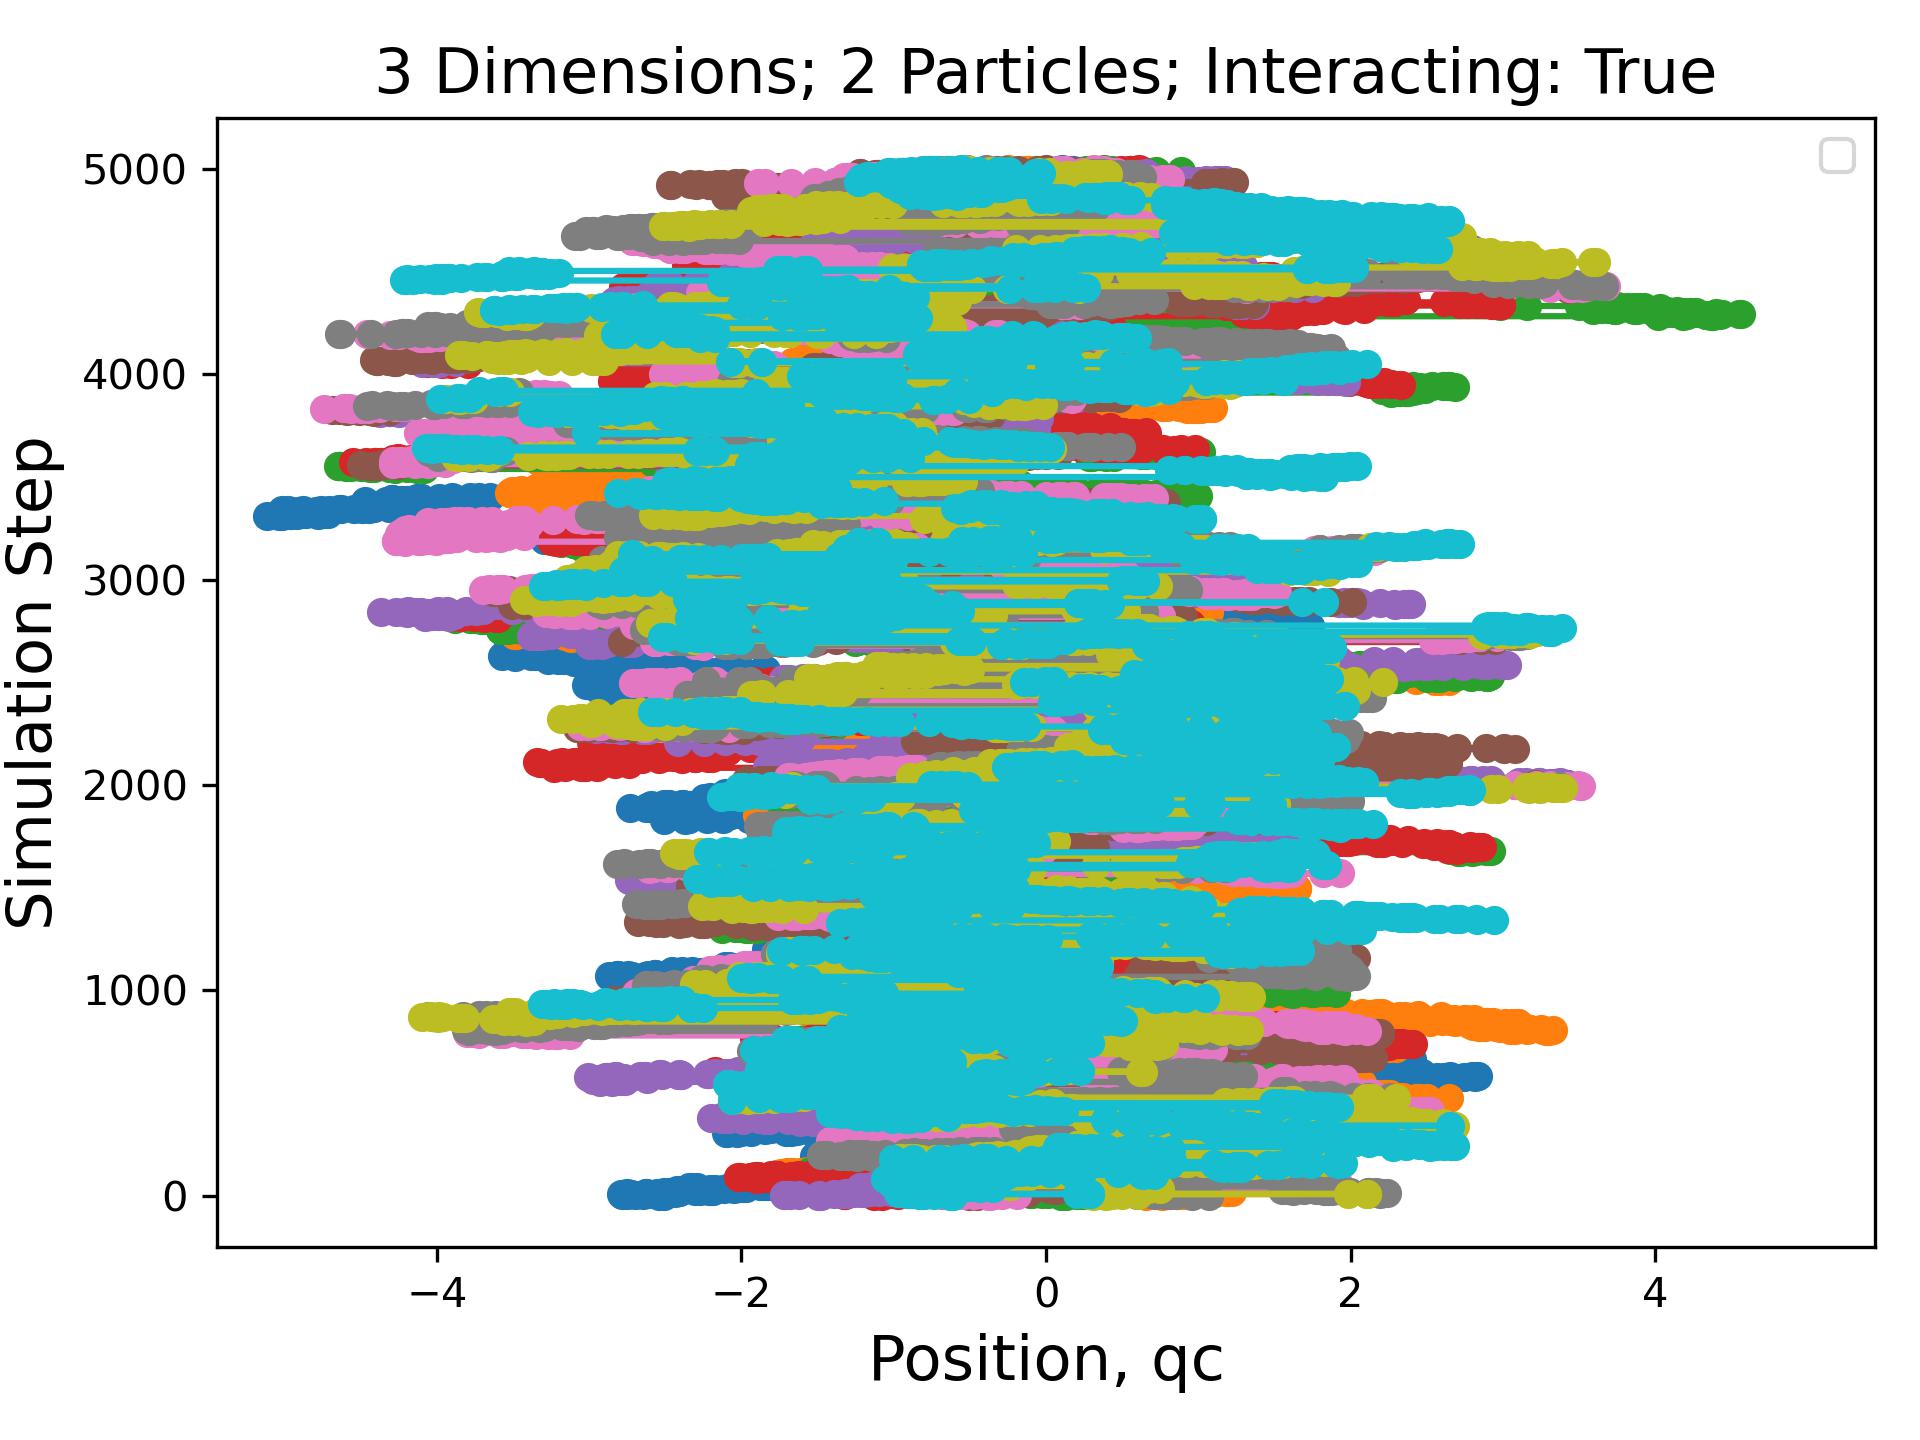 3 Dimensions; 2 Particles; Interacting: True
Simulation Step
5000
4000
3000
2000
1000
0
−4 −2 0 2 4
Position, qc